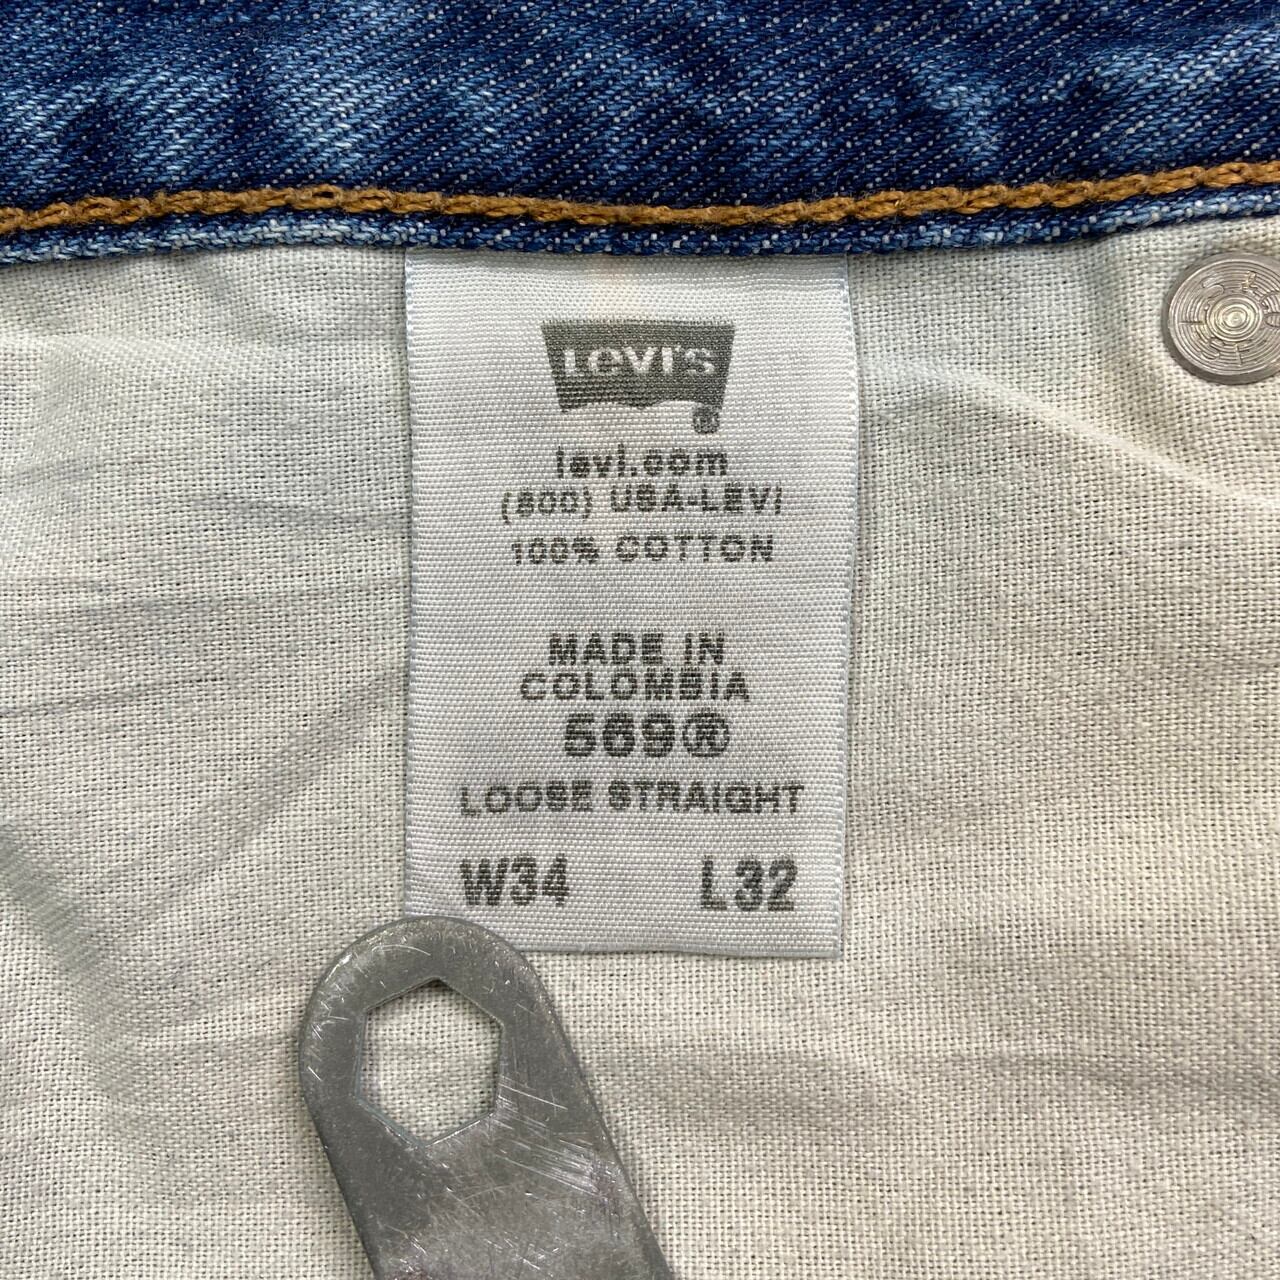 Levi's
®
levi.com
(800) USA-LEVI
100% COTTON
MADE IN
COLOMBIA
569®
LOOSE STRAIGHT
W34 L32